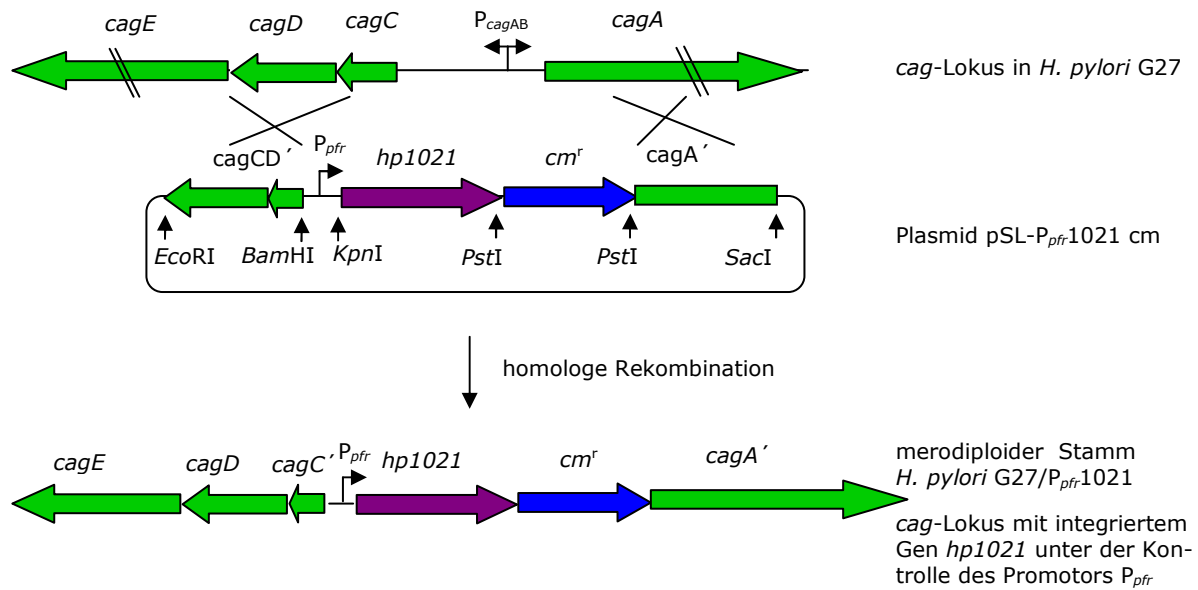 cagE cagD cagC PcagAB cagA
cag-Lokus in H. pylori G27
cagCD´ Ppfr hp1021 cmʳ cagA´
EcoRI BamHI KpnI PstI PstI SacI
Plasmid pSL-Ppfr1021 cm
homologe Rekombination
cagE cagD cagC´ Ppfr hp1021 cmʳ cagA´
merodiploider Stamm
H. pylori G27/Ppfr1021
cag-Lokus mit integriertem
Gen hp1021 unter der Kon-
trolle des Promotors Ppfr